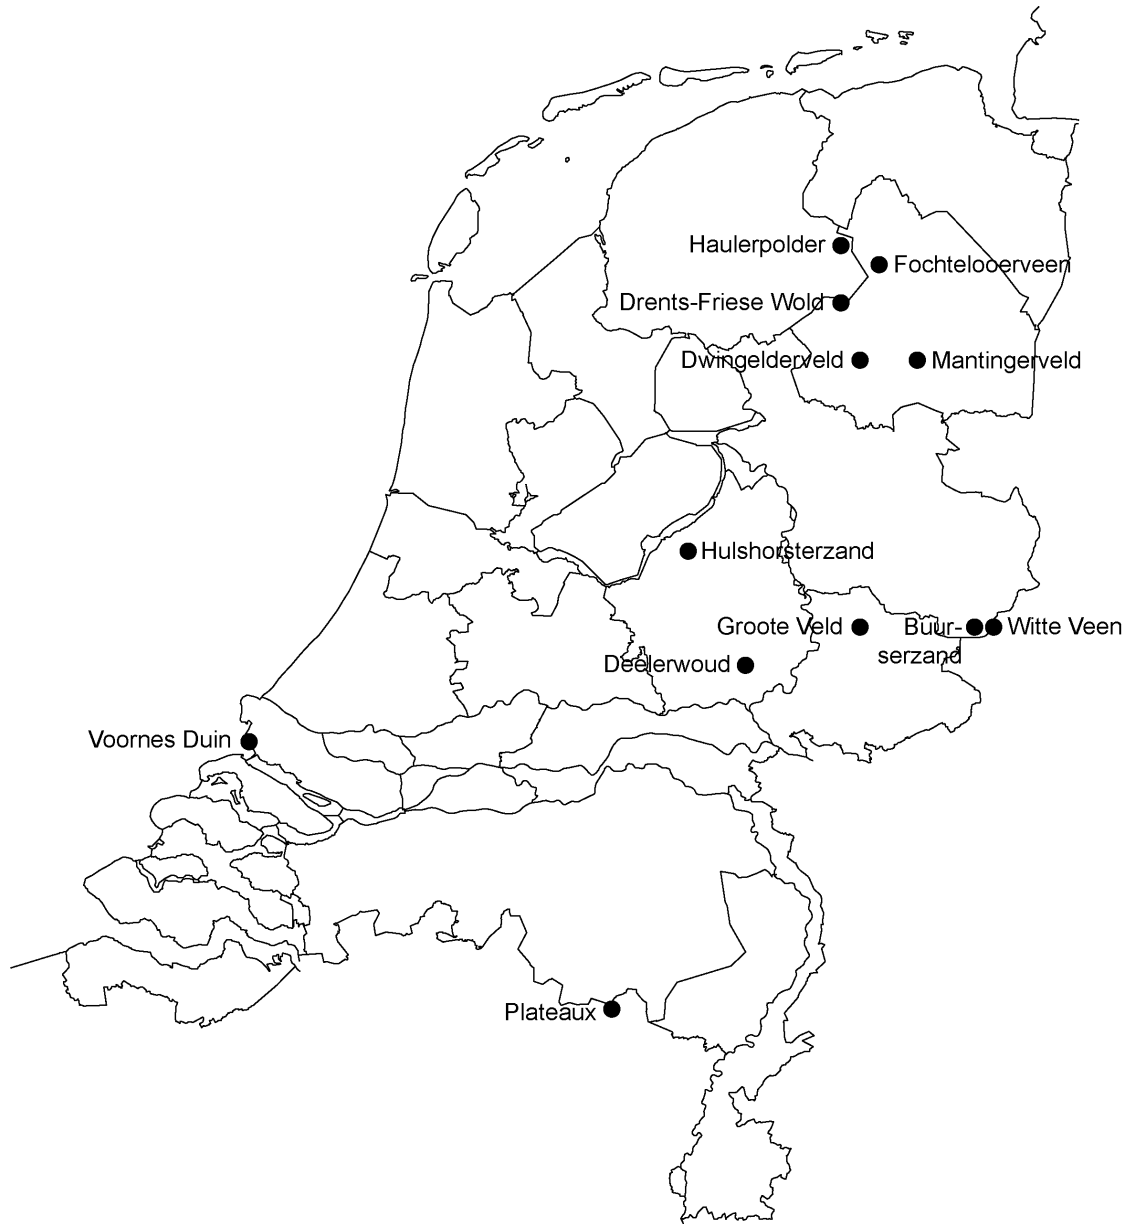 Haulerpolder
Fochtelooerveen
Drents-Friese Wold
Dwingelderveld
Mantingerveld
Hulshorsterzand
Groote Veld
Buur-
serzand
Witte Veen
Deelerwoud
Voornes Duin
Plateaux